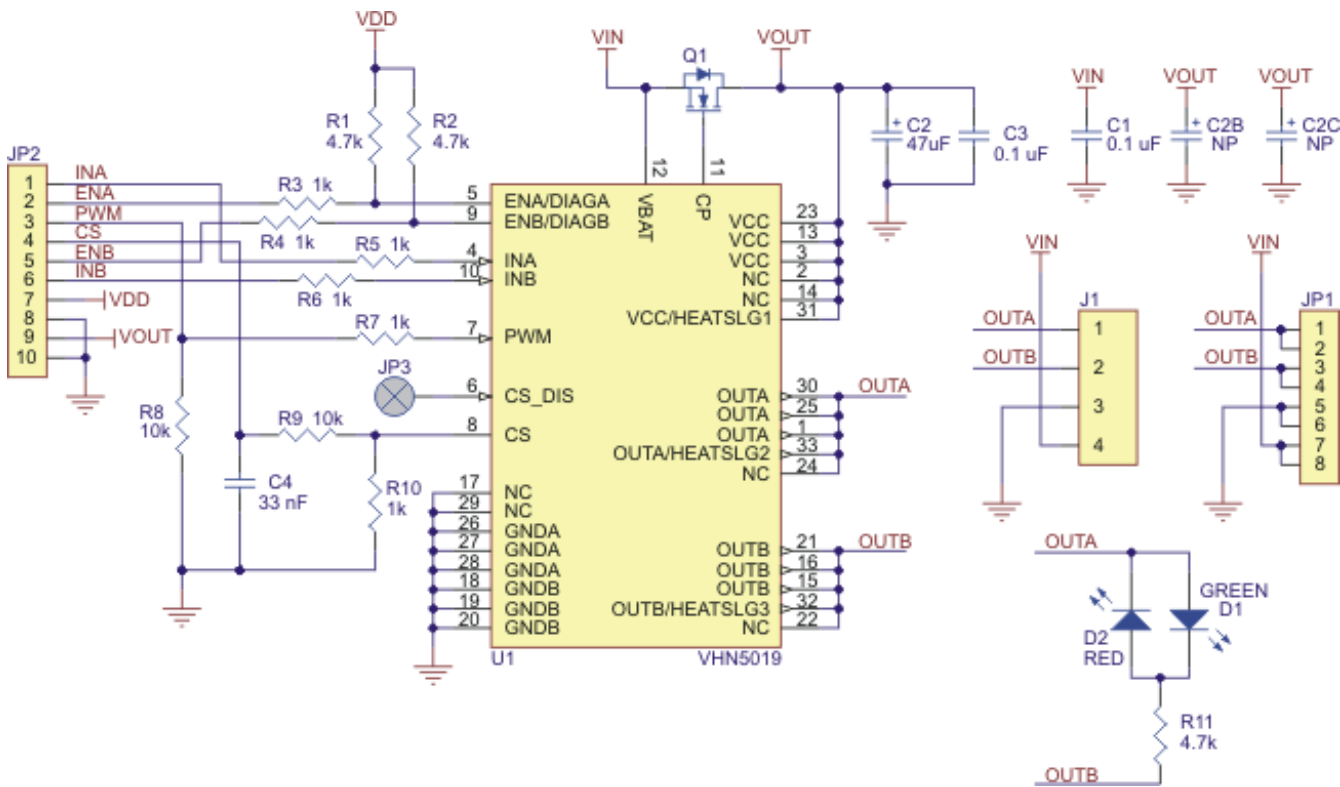 VDD
VIN
Q1
VOUT
VIN
VOUT
VOUT
R1
4.7k
R2
4.7k
C2
47uF
C3
0.1 uF
C1
0.1 uF
C2B
NP
C2C
NP
JP2
1
2
3
4
5
6
7
8
9
10
INA
ENA
PWM
CS
ENB
INB
VDD
VOUT
R3 1k
R4 1k
R5 1k
R6 1k
R7 1k
JP3
R8
10k
R9 10k
C4
33 nF
R10
1k
12
11
VBAT
CP
5 ENA/DIAGA
9 ENB/DIAGB
4 INA
10 INB
7 PWM
6 CS_DIS
8 CS
17 NC
29 NC
26 GNDA
27 GNDA
28 GNDA
18 GNDB
19 GNDB
20 GNDB
VCC 23
VCC 13
VCC 3
NC 2
NC 14
VCC/HEATSLG1 31
OUTA 30
OUTA 25
OUTA 1
OUTA/HEATSLG2 33
NC 24
OUTA
OUTB 21
OUTB 16
OUTB 15
OUTB/HEATSLG3 32
NC 22
OUTB
U1
VHN5019
VIN
J1
OUTA
OUTB
1
2
3
4
VIN
JP1
OUTA
OUTB
1
2
3
4
5
6
7
8
OUTA
GREEN
D1
D2
RED
R11
4.7k
OUTB